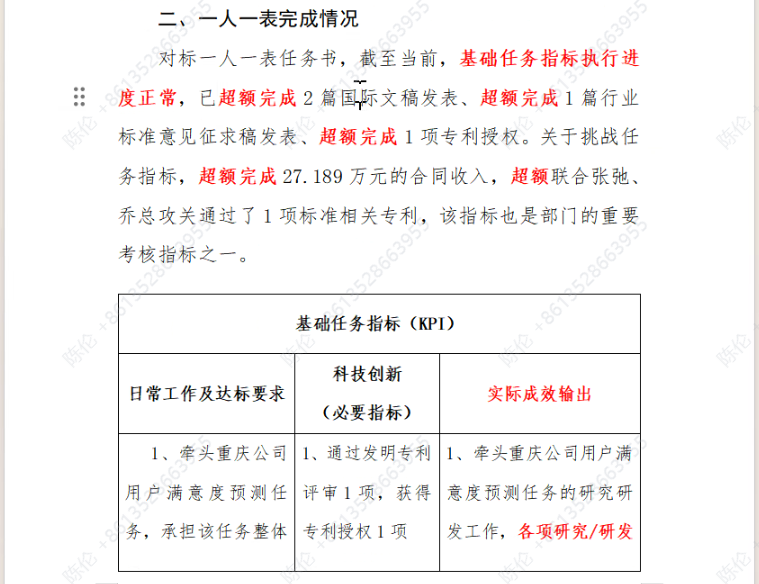 二、一人一表完成情况
对标一人一表任务书，截至当前，基础任务指标执行进
度正常，已超额完成 2 篇国际文稿发表、超额完成 1 篇行业
标准意见征求稿发表、超额完成 1 项专利授权。关于挑战任
务指标，超额完成 27.189 万元的合同收入，超额联合张弛、
乔总攻关通过了 1 项标准相关专利，该指标也是部门的重要
考核指标之一。
基础任务指标（KPI）
日常工作及达标要求
科技创新
（必要指标）
实际成效输出
1、牵头重庆公司
用户满意度预测任
务，承担该任务整体
1、通过发明专利
评审 1 项，获得
专利授权 1 项
1、牵头重庆公司用户满
意度预测任务的研究研
发工作，各项研究/研发
陈伦 +8613528663955